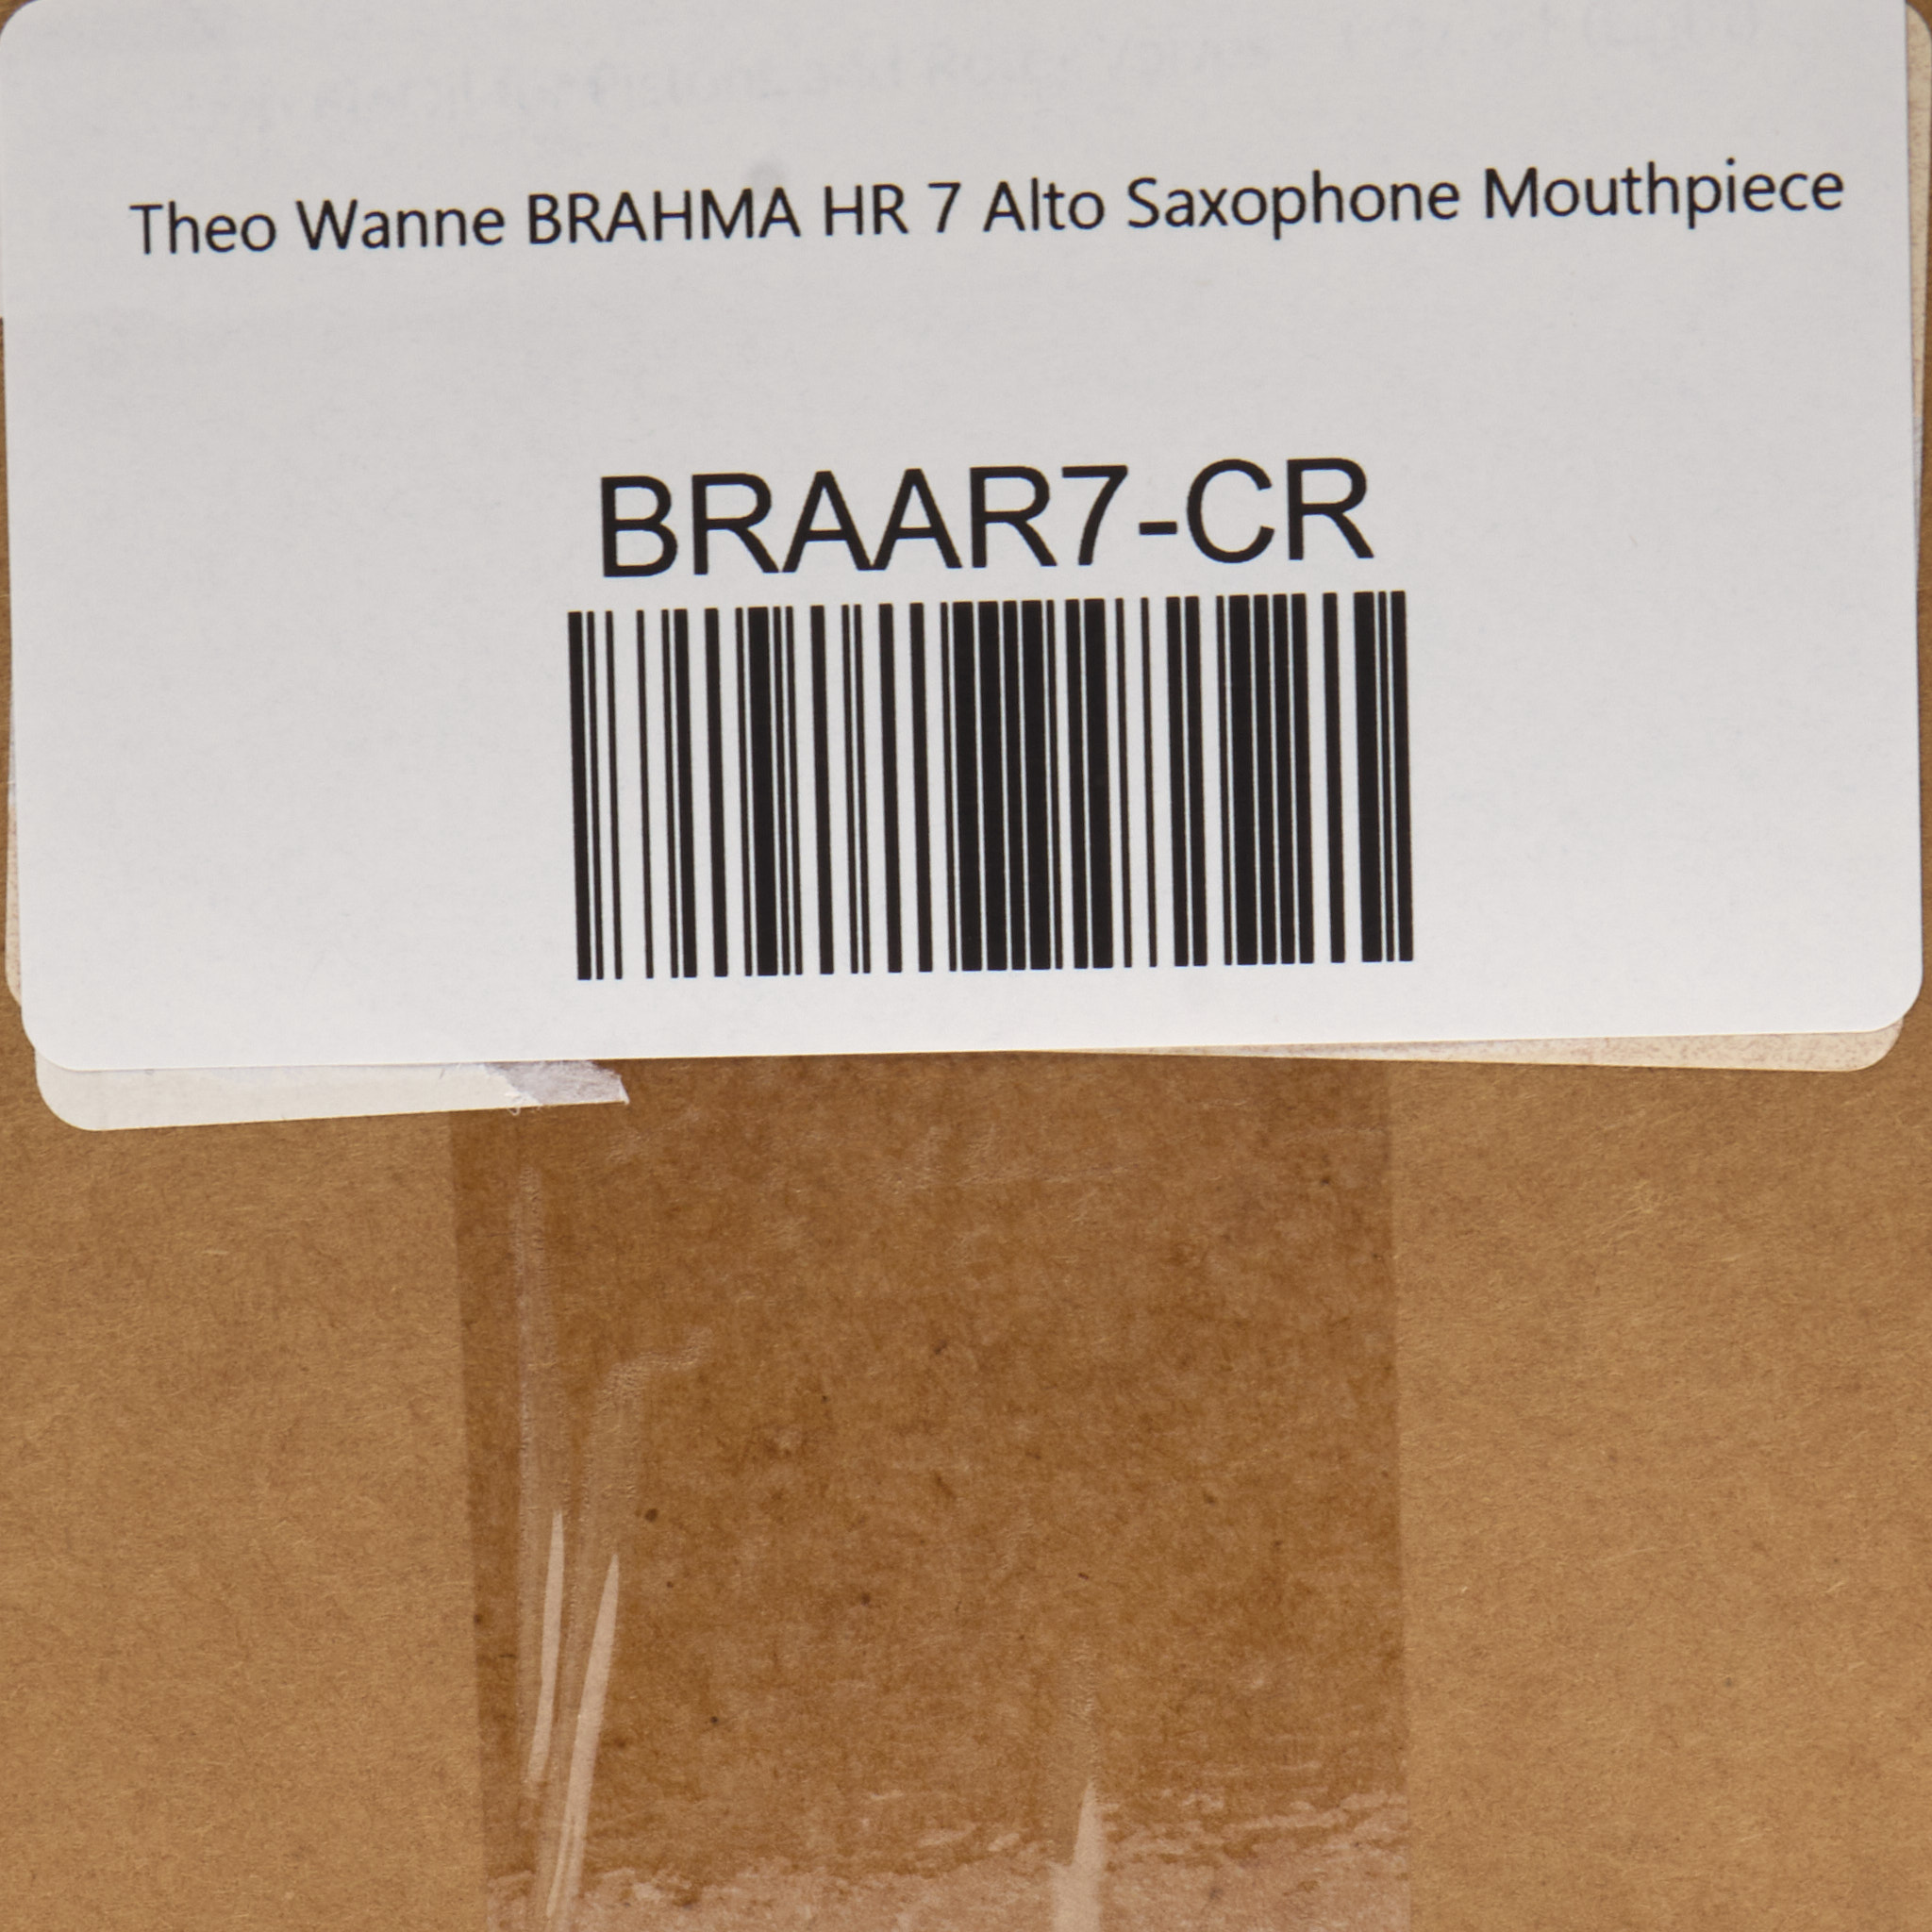 Theo Wanne BRAHMA HR 7 Alto Saxophone Mouthpiece
BRAAR7-CR